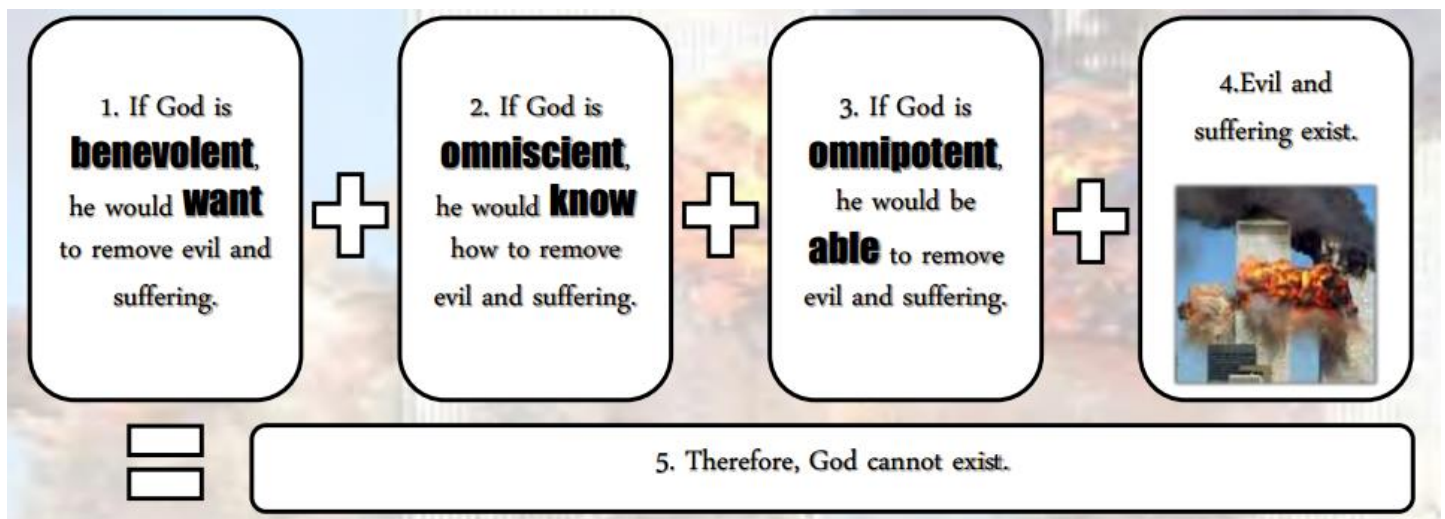 1. If God is
benevolent,
he would want
to remove evil and
suffering.
2. If God is
omniscient,
he would know
how to remove
evil and suffering.
3. If God is
omnipotent,
he would be
able to remove
evil and suffering.
4.Evil and
suffering exist.
5. Therefore, God cannot exist.